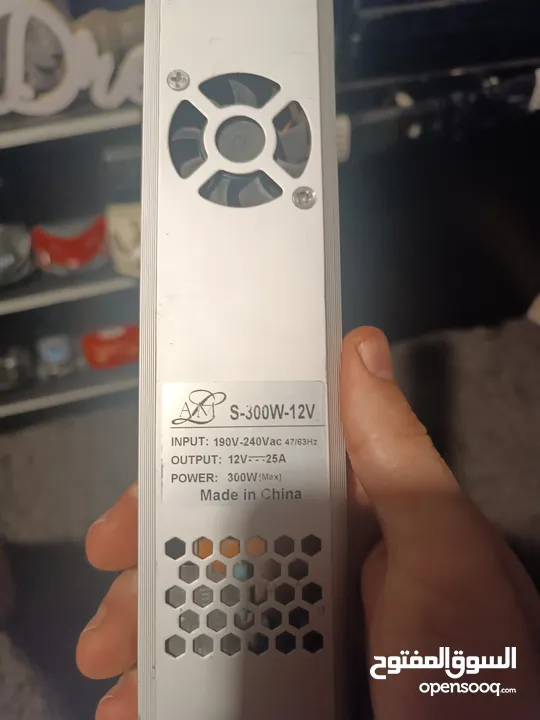 Dre
S-300W-12V
INPUT: 190V-240Vac 47/63Hz
OUTPUT: 12V---25A
POWER: 300W(Max)
Made in China
السوق المفتوح
opensooq.com